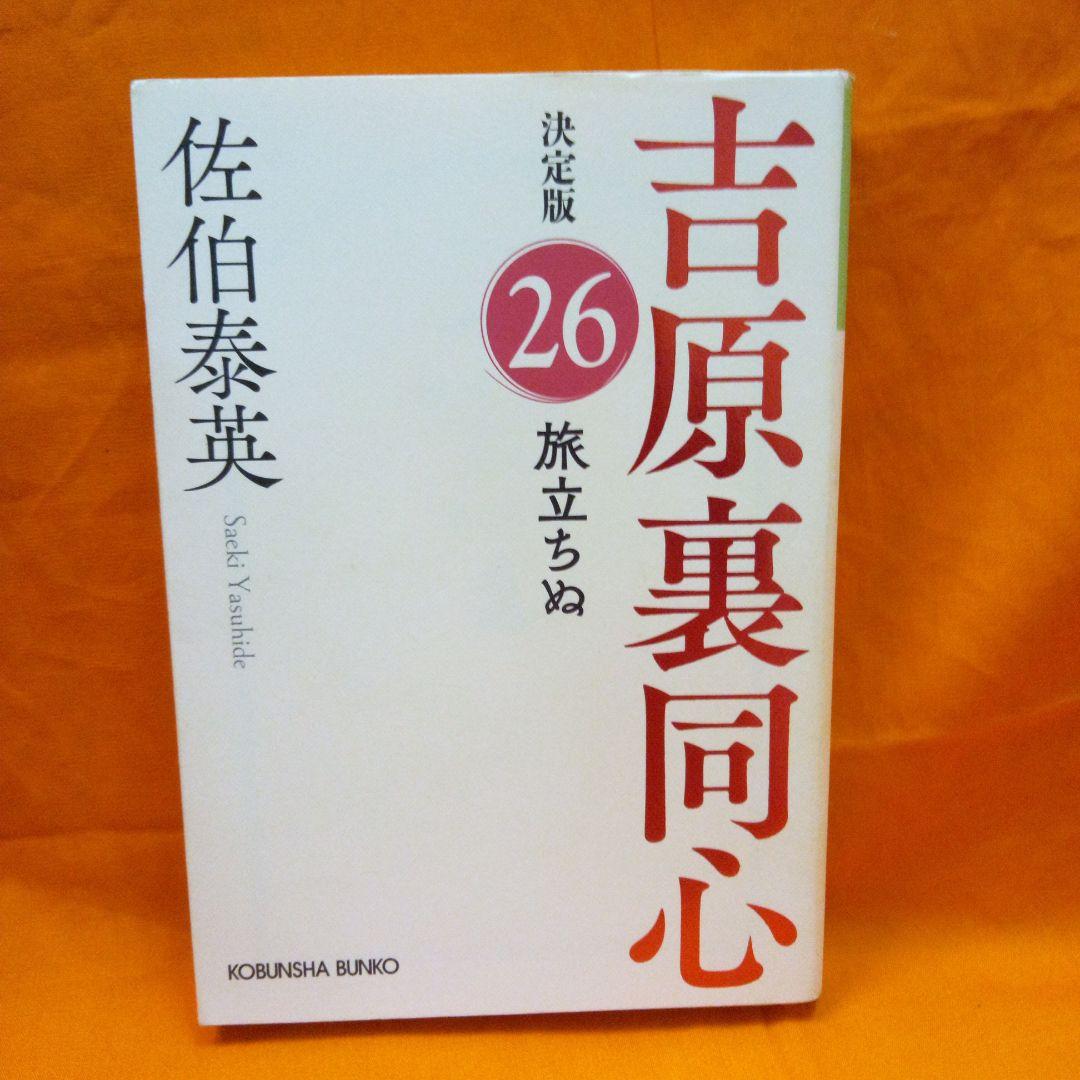 吉原裏同心
決定版
26
旅立ちぬ
佐伯泰英
Saeki Yasuhide
KOBUNSHA BUNKO